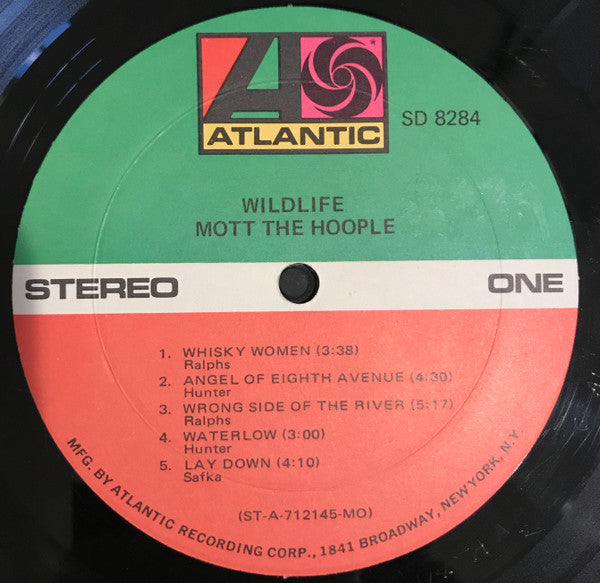 ATLANTIC
SD 8284
WILDLIFE
MOTT THE HOOPLE
STEREO
ONE
1. WHISKY WOMEN (3:38)
Ralphs
2. ANGEL OF EIGHTH AVENUE (4:30)
Hunter
3. WRONG SIDE OF THE RIVER (5:17)
Ralphs
4. WATERLOW (3:00)
Hunter
5. LAY DOWN (4:10)
Safka
(ST-A-712145-MO)
MFG. BY ATLANTIC RECORDING CORP., 1841 BROADWAY, NEW YORK, N.Y.